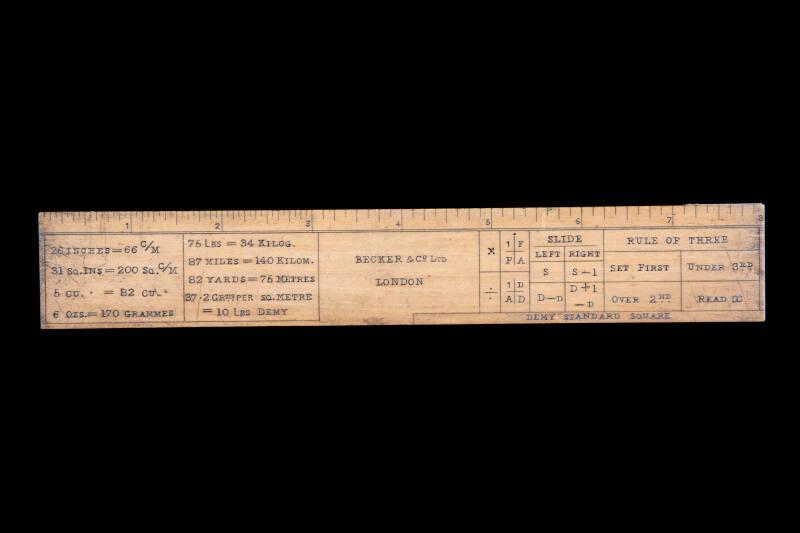 1 2 3 4 5 6 7 8
26 INCHES = 66 C/M
31 SQ. INS = 200 SQ. C/M
5 CU. " = 82 CU. "
6 OZS. = 170 GRAMMES
75 LBS = 34 KILOG.
87 MILES = 140 KILOM.
82 YARDS = 75 METRES
37·2 GRMS PER SQ. METRE
= 10 LBS DEMY
BECKER & CO LTD
LONDON
X 1 F
F A
÷ 1 D
A D
SLIDE
LEFT RIGHT
S S-1
D-D D+1
-D
RULE OF THREE
SET FIRST UNDER 3RD
OVER 2ND READ X
DEMY STANDARD SQUARE